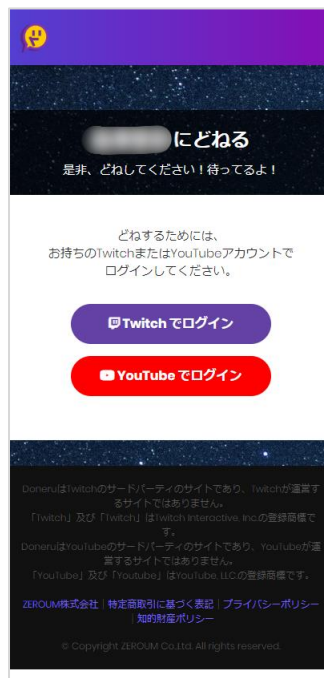 にどねる
是非、どねしてください！待ってるよ！
どねするためには、
お持ちのTwitchまたはYouTubeアカウントで
ログインしてください。
Twitchでログイン
YouTubeでログイン
DoneruはTwitchのサードパーティのサイトであり、Twitchが運営す
るサイトではありません。
「Twitch」及び「Twitch」はTwitch Interactive, Inc.の登録商標で
す。
DoneruはYouTubeのサードパーティのサイトであり、YouTubeが運
営するサイトではありません。
「YouTube」及び「Youtube」はYouTube, LLC.の登録商標です。
ZEROUM株式会社 | 特定商取引に基づく表記 | プライバシーポリシー
| 知的財産ポリシー
© Copyright ZEROUM Co.Ltd. All rights reserved.